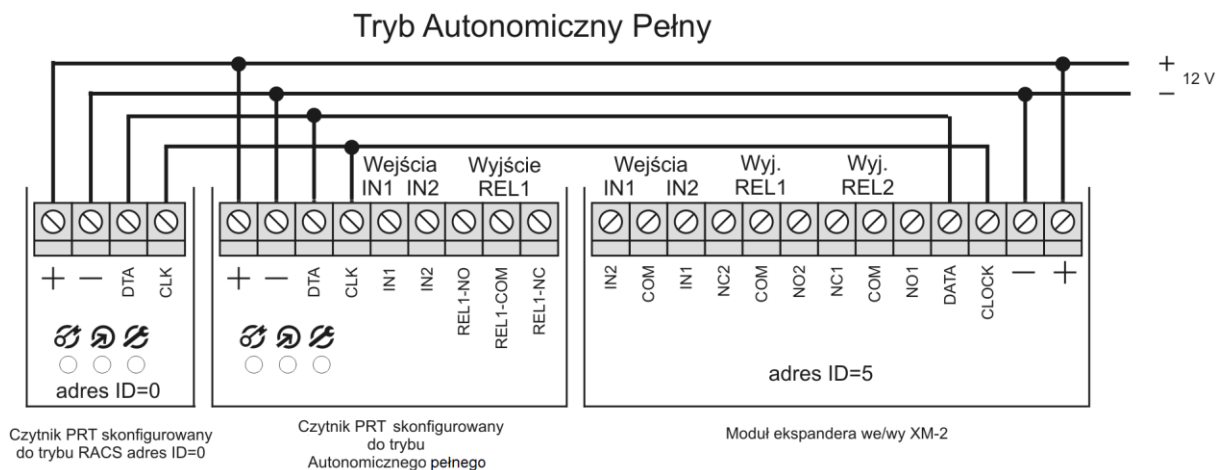 Tryb Autonomiczny Pełny
+
−
12 V
Wejścia
IN1 IN2
Wyjście
REL1
Wejścia
IN1 IN2
Wyj.
REL1
Wyj.
REL2
+ − DTA CLK
+ − DTA CLK IN1 IN2 REL1-NO REL1-COM REL1-NC
IN2 COM IN1 NC2 COM NO2 NC1 COM NO1 DATA CLOCK − +
adres ID=0
adres ID=5
Czytnik PRT skonfigurowany
do trybu RACS adres ID=0
Czytnik PRT skonfigurowany
do trybu
Autonomicznego pełnego
Moduł ekspandera we/wy XM-2